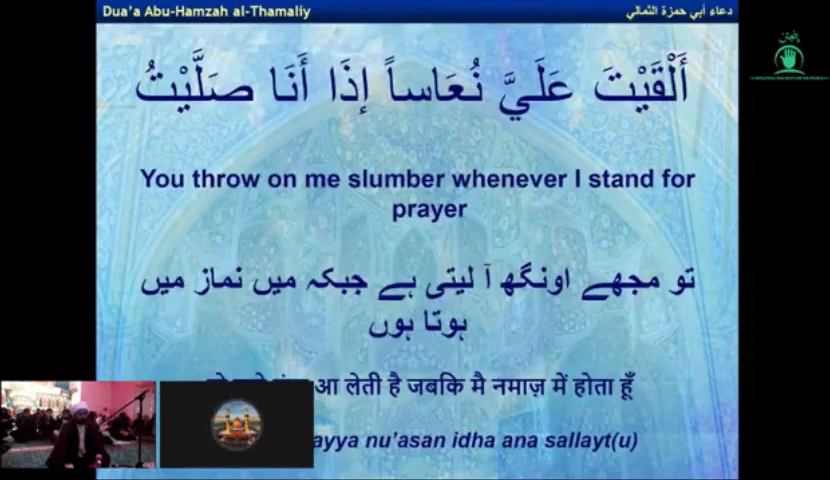 Dua'a Abu-Hamzah al-Thamaliy
دعاء أبي حمزة الثمالي
أَلْقَيْتَ عَلَيَّ نُعَاساً إِذَا أَنَا صَلَّيْتُ
You throw on me slumber whenever I stand for
prayer
تو مجھے اونگھ آ لیتی ہے جبکہ میں نماز میں
ہوتا ہوں
आ लेती है जबकि मै नमाज़ में होता हूँ
ayya nu'asan idha ana sallayt(u)